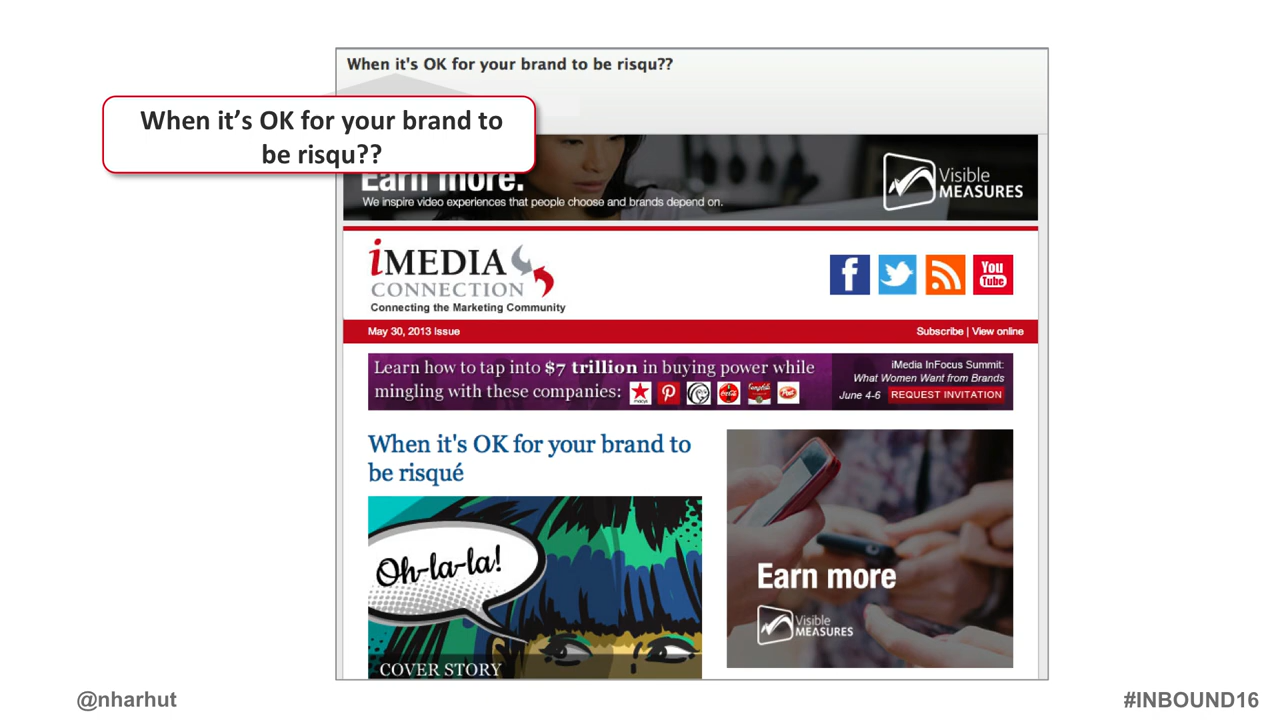 When it's OK for your brand to be risqu??
When it’s OK for your brand to
be risqu??
Earn more.
We inspire video experiences that people choose and brands depend on.
Visible
MEASURES
iMEDIA
CONNECTION
Connecting the Marketing Community
f
You
Tube
May 30, 2013 Issue
Subscribe | View online
Learn how to tap into $7 trillion in buying power while
mingling with these companies:
iMedia InFocus Summit:
What Women Want from Brands
June 4-6 REQUEST INVITATION
When it's OK for your brand to
be risqué
Oh-la-la!
COVER STORY
Earn more
Visible
MEASURES
@nharhut
#INBOUND16